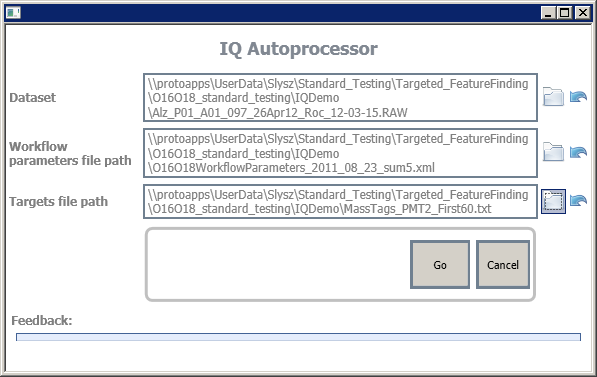 IQ Autoprocessor
Dataset
\\protoapps\UserData\Slysz\Standard_Testing\Targeted_FeatureFinding
\O16O18_standard_testing\IQDemo
\Alz_P01_A01_097_26Apr12_Roc_12-03-15.RAW
Workflow
parameters file path
\\protoapps\UserData\Slysz\Standard_Testing\Targeted_FeatureFinding
\O16O18_standard_testing\IQDemo
\O16O18WorkflowParameters_2011_08_23_sum5.xml
Targets file path
\\protoapps\UserData\Slysz\Standard_Testing\Targeted_FeatureFinding
\O16O18_standard_testing\IQDemo\MassTags_PMT2_First60.txt
Go
Cancel
Feedback: